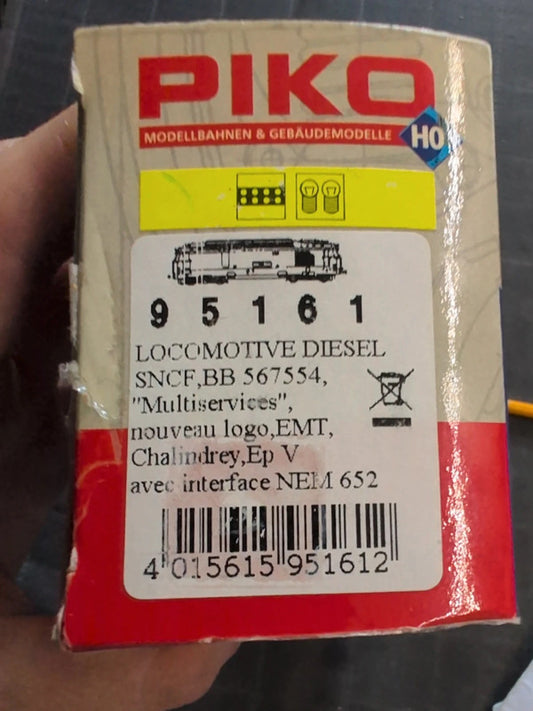 PIKO
MODELLBAHNEN & GEBÄUDEMODELLE
H0
95161
LOCOMOTIVE DIESEL
SNCF,BB 567554,
"Multiservices",
nouveau logo,EMT,
Chalindrey,Ep V
avec interface NEM 652
4 015615 951612